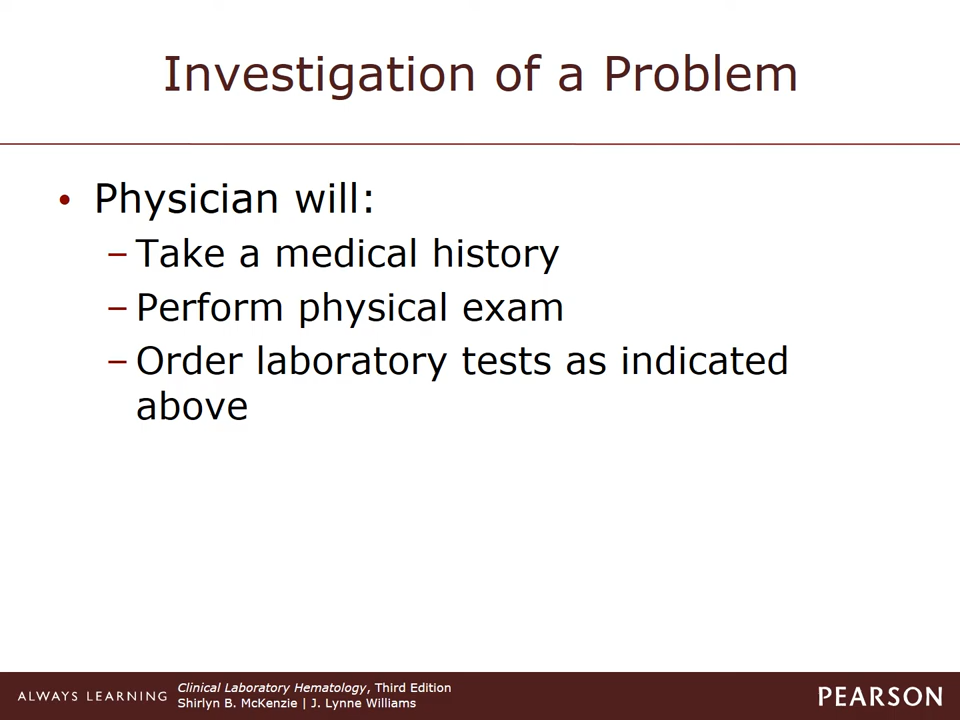 Investigation of a Problem
• Physician will:
– Take a medical history
– Perform physical exam
– Order laboratory tests as indicated
above
ALWAYS LEARNING
Clinical Laboratory Hematology, Third Edition
Shirlyn B. McKenzie | J. Lynne Williams
PEARSON